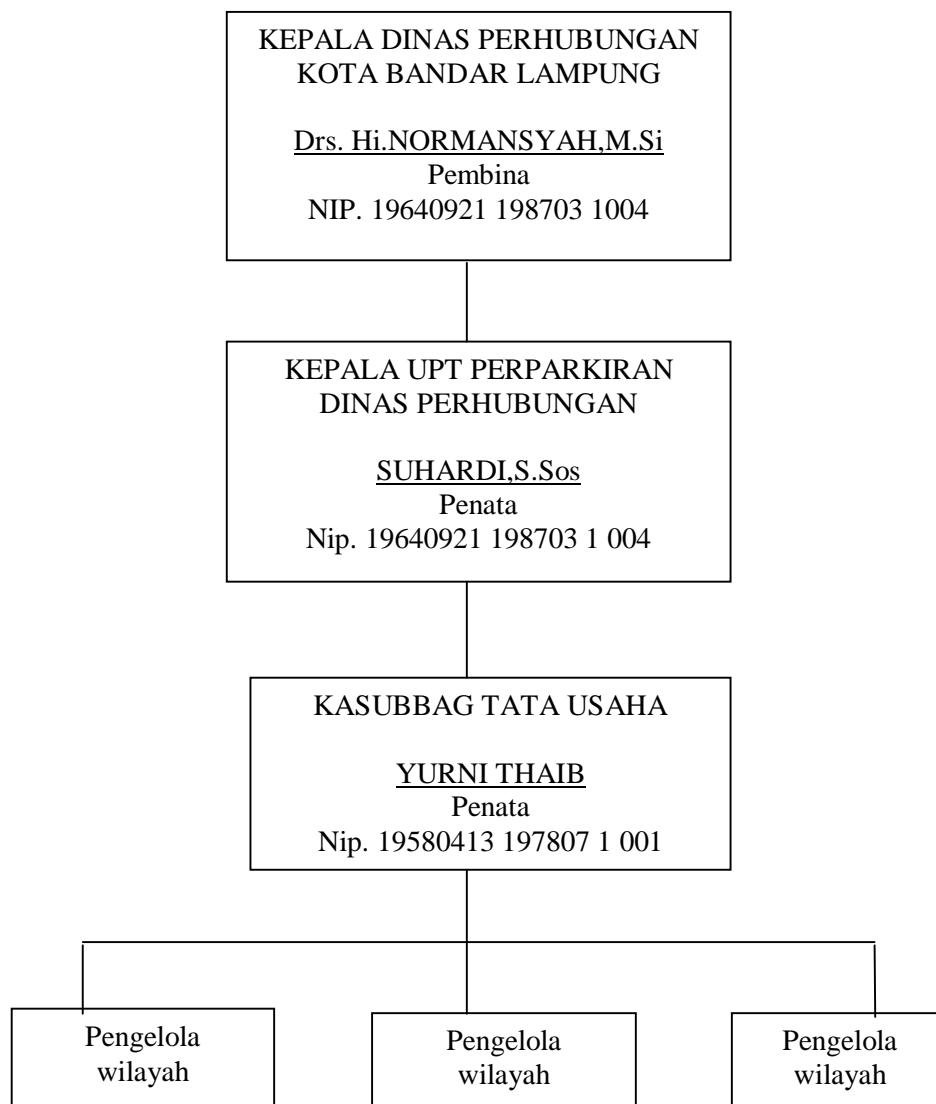 KEPALA DINAS PERHUBUNGAN
KOTA BANDAR LAMPUNG
Drs. Hi.NORMANSYAH,M.Si
Pembina
NIP. 19640921 198703 1004
KEPALA UPT PERPARKIRAN
DINAS PERHUBUNGAN
SUHARDI,S.Sos
Penata
Nip. 19640921 198703 1 004
KASUBBAG TATA USAHA
YURNI THAIB
Penata
Nip. 19580413 197807 1 001
Pengelola
wilayah
Pengelola
wilayah
Pengelola
wilayah